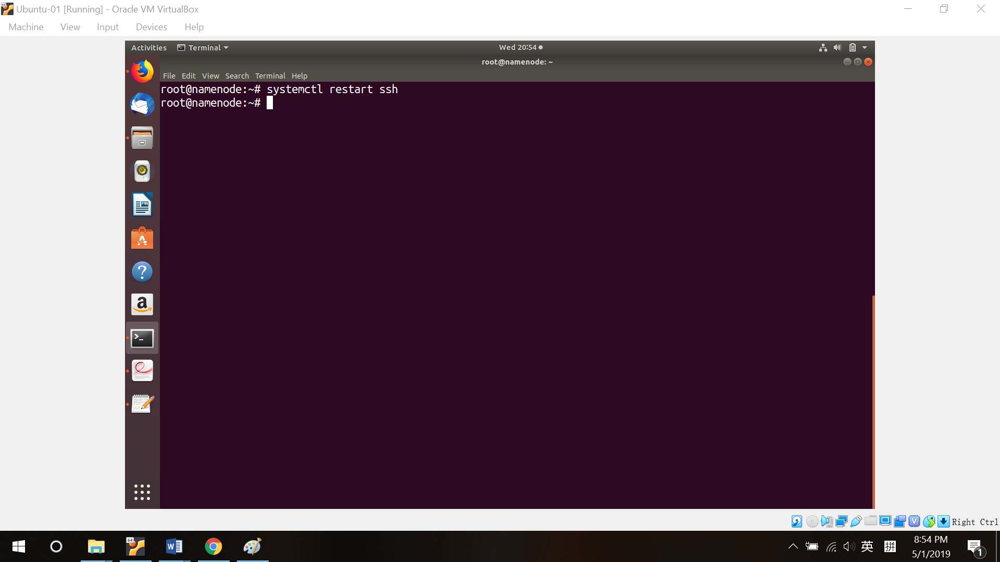 Ubuntu-01 [Running] - Oracle VM VirtualBox
Machine View Input Devices Help
Activities Terminal Wed 20:54
root@namenode: ~
File Edit View Search Terminal Help
root@namenode:~# systemctl restart ssh
root@namenode:~#
Right Ctrl
英 拼 8:54 PM
5/1/2019
1